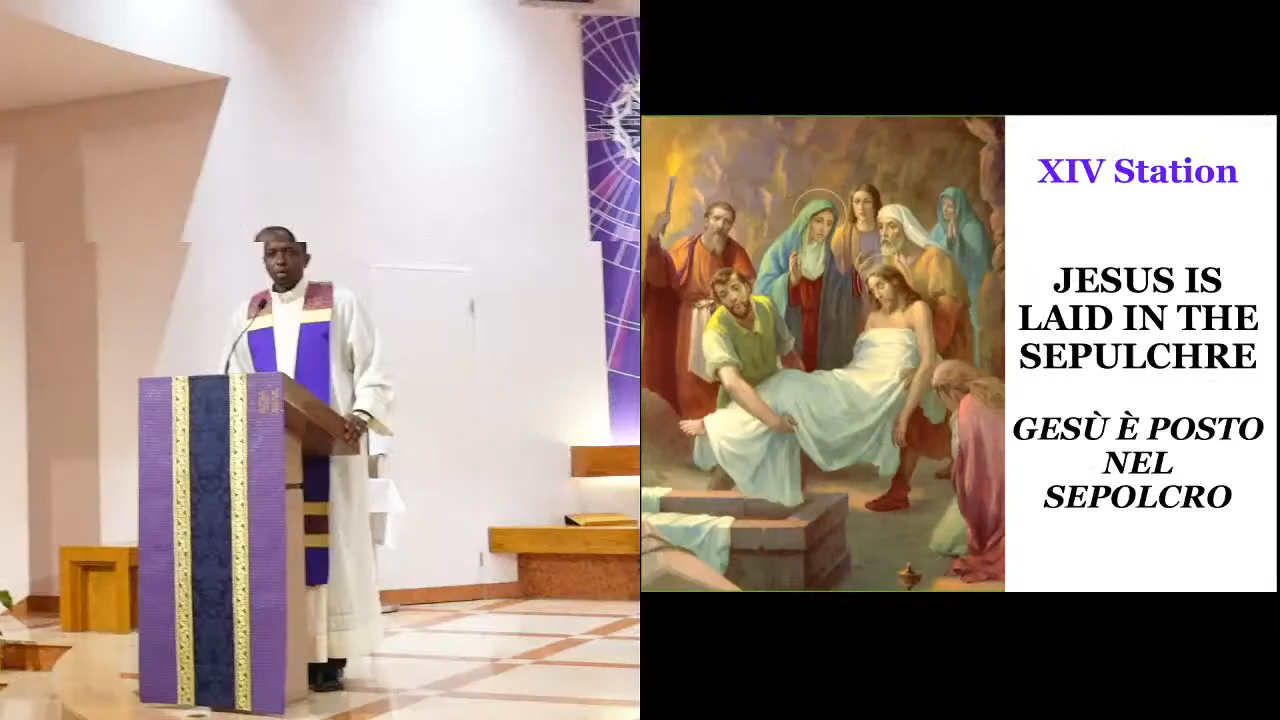 XIV Station
JESUS IS
LAID IN THE
SEPULCHRE
GESÙ È POSTO
NEL
SEPOLCRO